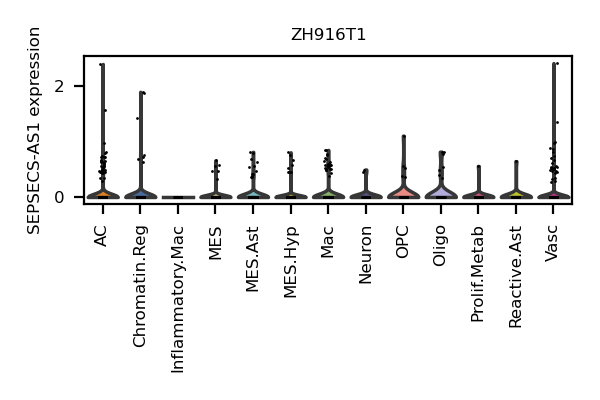 ZH916T1
SEPSECS-AS1 expression
2
0
AC
Chromatin.Reg
Inflammatory.Mac
MES
MES.Ast
MES.Hyp
Mac
Neuron
OPC
Oligo
Prolif.Metab
Reactive.Ast
Vasc